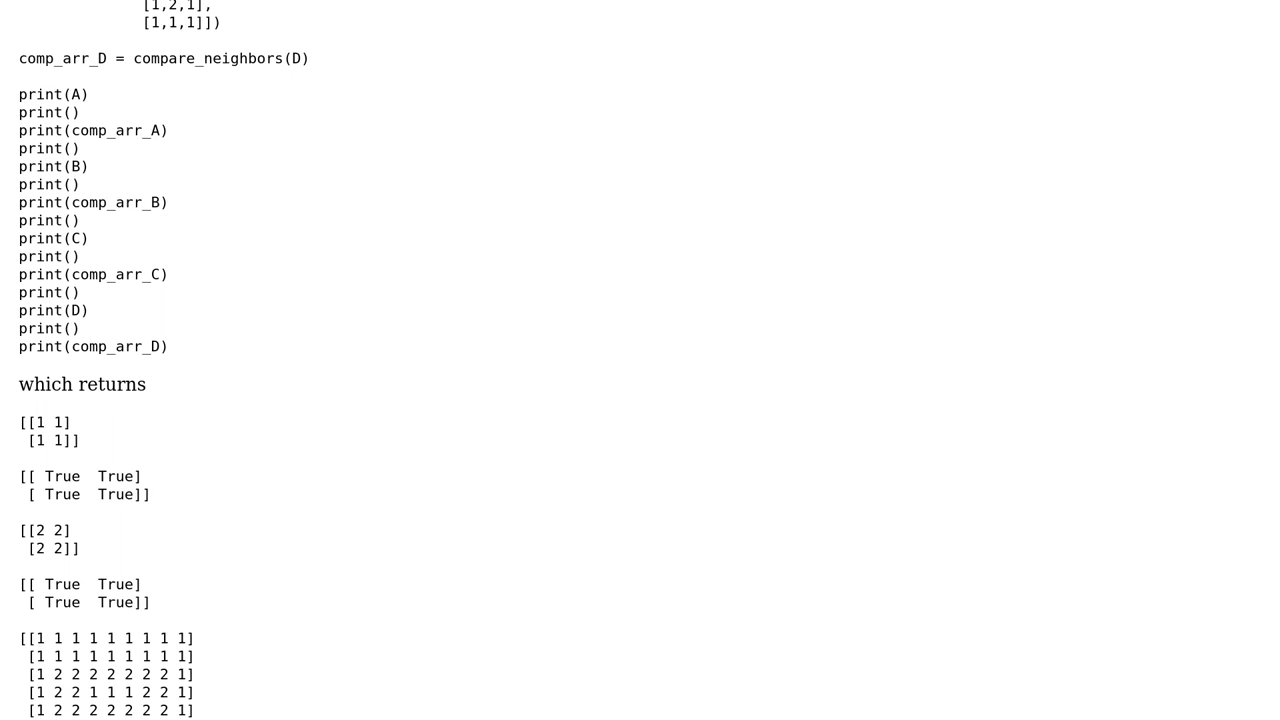 [1,2,1],
[1,1,1]])
comp_arr_D = compare_neighbors(D)
print(A)
print()
print(comp_arr_A)
print()
print(B)
print()
print(comp_arr_B)
print()
print(C)
print()
print(comp_arr_C)
print()
print(D)
print()
print(comp_arr_D)
which returns
[[1 1]
[1 1]]
[[ True  True]
[ True  True]]
[[2 2]
[2 2]]
[[ True  True]
[ True  True]]
[[1 1 1 1 1 1 1 1 1]
[1 1 1 1 1 1 1 1 1]
[1 2 2 2 2 2 2 2 1]
[1 2 2 1 1 1 2 2 1]
[1 2 2 2 2 2 2 2 1]